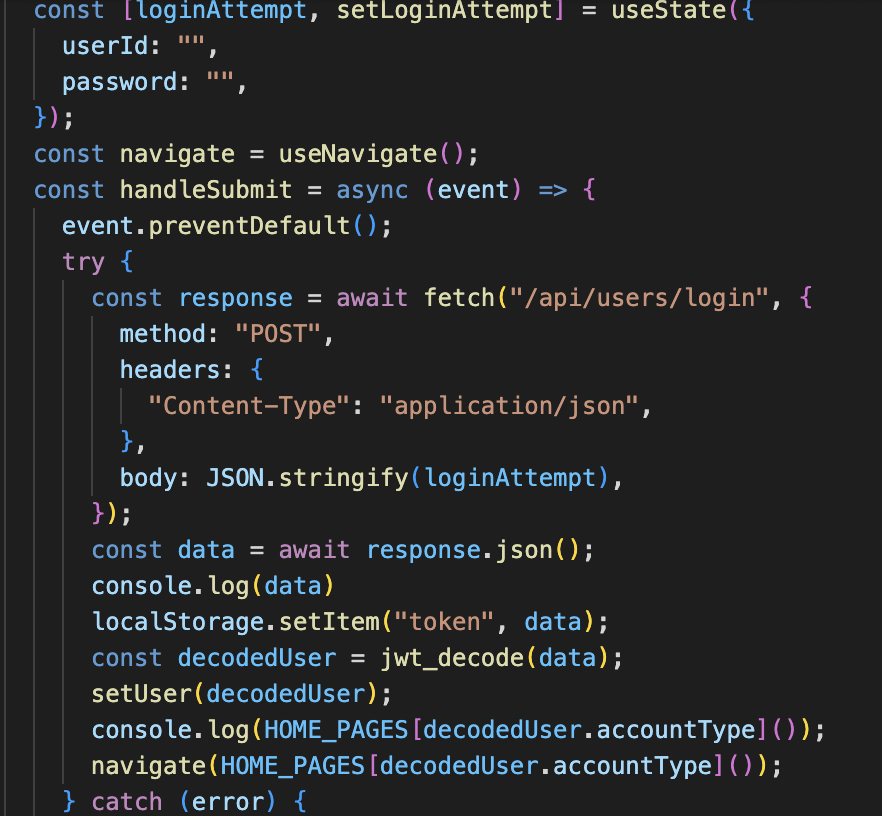 const [loginAttempt, setLoginAttempt] = useState({
  userId: "",
  password: "",
});
const navigate = useNavigate();
const handleSubmit = async (event) => {
  event.preventDefault();
  try {
    const response = await fetch("/api/users/login", {
      method: "POST",
      headers: {
        "Content-Type": "application/json",
      },
      body: JSON.stringify(loginAttempt),
    });
    const data = await response.json();
    console.log(data)
    localStorage.setItem("token", data);
    const decodedUser = jwt_decode(data);
    setUser(decodedUser);
    console.log(HOME_PAGES[decodedUser.accountType]());
    navigate(HOME_PAGES[decodedUser.accountType]());
  } catch (error) {